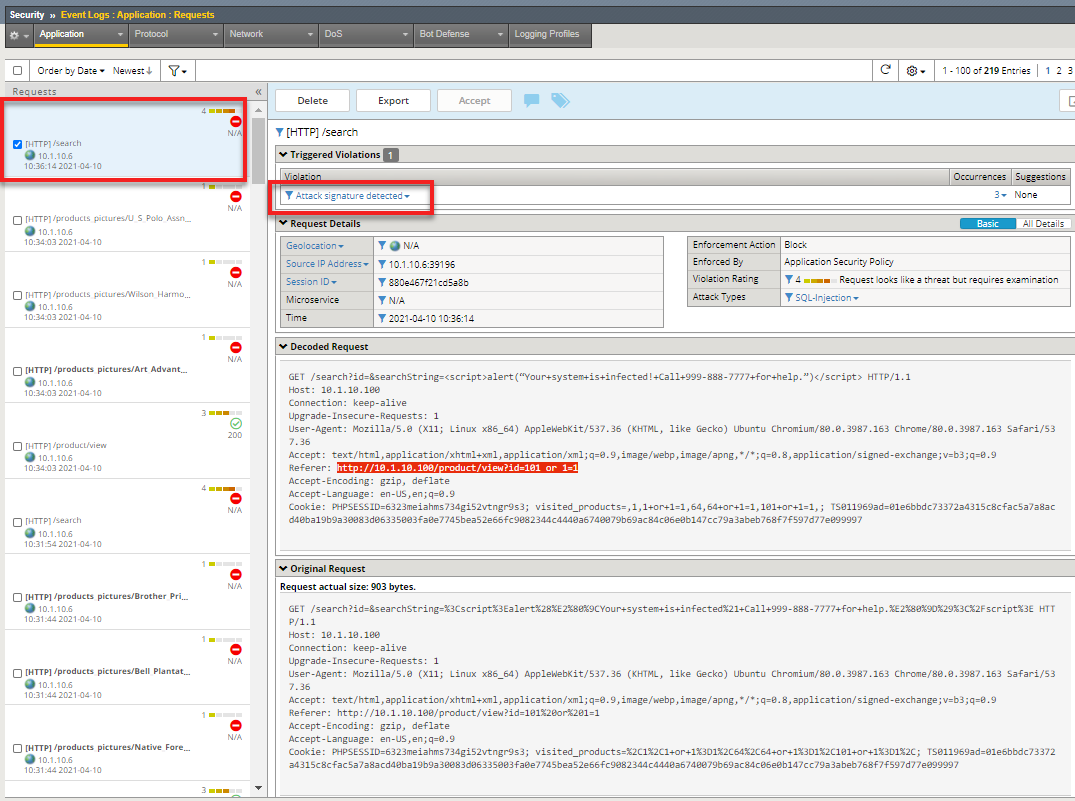 Security » Event Logs : Application : Requests
Application Protocol Network DoS Bot Defense Logging Profiles
Order by Date Newest 1 - 100 of 219 Entries 1 2 3
Requests
4
N/A
[HTTP] /search
10.1.10.6
10:36:14 2021-04-10
1
N/A
[HTTP] /products_pictures/U_S_Polo_Assn_...
10.1.10.6
10:34:03 2021-04-10
1
N/A
[HTTP] /products_pictures/Wilson_Harmo...
10.1.10.6
10:34:03 2021-04-10
1
N/A
[HTTP] /products_pictures/Art_Advant...
10.1.10.6
10:34:03 2021-04-10
3
200
[HTTP] /product/view
10.1.10.6
10:34:03 2021-04-10
4
N/A
[HTTP] /search
10.1.10.6
10:31:54 2021-04-10
1
N/A
[HTTP] /products_pictures/Brother_Pri...
10.1.10.6
10:31:44 2021-04-10
1
N/A
[HTTP] /products_pictures/Bell_Plantat...
10.1.10.6
10:31:44 2021-04-10
1
N/A
[HTTP] /products_pictures/Native_Fore...
10.1.10.6
10:31:44 2021-04-10
3
Delete Export Accept
[HTTP] /search
Triggered Violations 1
Violation Occurrences Suggestions
Attack signature detected 3 None
Request Details Basic All Details
Geolocation N/A
Source IP Address 10.1.10.6:39196
Session ID 880e467f21cd5a8b
Microservice N/A
Time 2021-04-10 10:36:14
Enforcement Action Block
Enforced By Application Security Policy
Violation Rating 4 Request looks like a threat but requires examination
Attack Types SQL-Injection
Decoded Request
GET /search?id=&searchString=<script>alert(“Your+system+is+infected!+Call+999-888-7777+for+help.”)</script> HTTP/1.1
Host: 10.1.10.100
Connection: keep-alive
Upgrade-Insecure-Requests: 1
User-Agent: Mozilla/5.0 (X11; Linux x86_64) AppleWebKit/537.36 (KHTML, like Gecko) Ubuntu Chromium/80.0.3987.163 Chrome/80.0.3987.163 Safari/53
7.36
Accept: text/html,application/xhtml+xml,application/xml;q=0.9,image/webp,image/apng,*/*;q=0.8,application/signed-exchange;v=b3;q=0.9
Referer: http://10.1.10.100/product/view?id=101 or 1=1
Accept-Encoding: gzip, deflate
Accept-Language: en-US,en;q=0.9
Cookie: PHPSESSID=6323meiahms734gi52vtngr9s3; visited_products=,1,1+or+1=1,64,64+or+1=1,101+or+1=1,; TS011969ad=01e6bbdc73372a4315c8cfac5a7a8ac
d40ba19b9a30083d06335003fa0e7745bea52e66fc9082344c4440a6740079b69ac84c06e0b147cc79a3abeb768f7f597d77e099997
Original Request
Request actual size: 903 bytes.
GET /search?id=&searchString=%3Cscript%3Ealert%28%E2%80%9CYour+system+is+infected%21+Call+999-888-7777+for+help.%E2%80%9D%29%3C%2Fscript%3E HTT
P/1.1
Host: 10.1.10.100
Connection: keep-alive
Upgrade-Insecure-Requests: 1
User-Agent: Mozilla/5.0 (X11; Linux x86_64) AppleWebKit/537.36 (KHTML, like Gecko) Ubuntu Chromium/80.0.3987.163 Chrome/80.0.3987.163 Safari/53
7.36
Accept: text/html,application/xhtml+xml,application/xml;q=0.9,image/webp,image/apng,*/*;q=0.8,application/signed-exchange;v=b3;q=0.9
Referer: http://10.1.10.100/product/view?id=101%20or%201=1
Accept-Encoding: gzip, deflate
Accept-Language: en-US,en;q=0.9
Cookie: PHPSESSID=6323meiahms734gi52vtngr9s3; visited_products=%2C1%2C1+or+1%3D1%2C64%2C64+or+1%3D1%2C101+or+1%3D1%2C; TS011969ad=01e6bbdc73372
a4315c8cfac5a7a8acd40ba19b9a30083d06335003fa0e7745bea52e66fc9082344c4440a6740079b69ac84c06e0b147cc79a3abeb768f7f597d77e099997